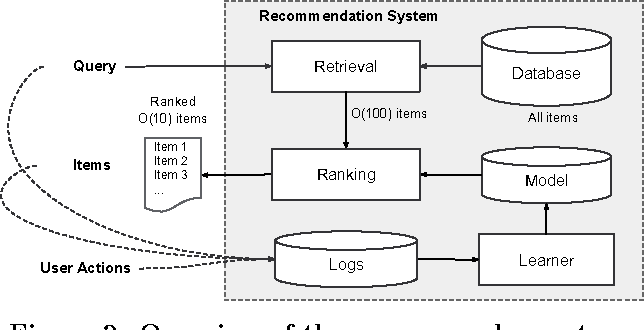 Recommendation System
Query
Retrieval
Database
All items
Ranked
O(10) items
O(100) items
Item 1
Item 2
Item 3
...
Items
Ranking
Model
User Actions
Logs
Learner